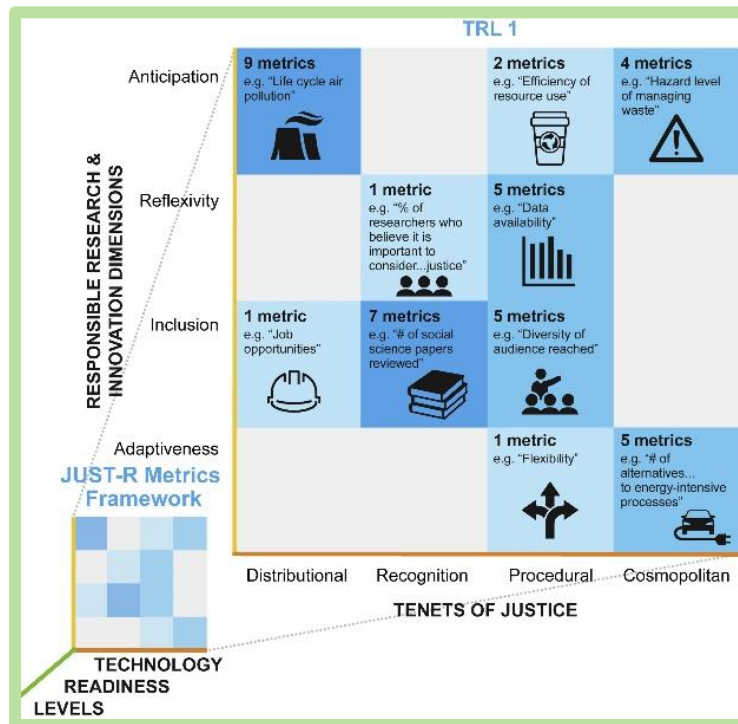 TRL 1
RESPONSIBLE RESEARCH &
INNOVATION DIMENSIONS
Anticipation
9 metrics
e.g. “Life cycle air
pollution”
2 metrics
e.g. “Efficiency of
resource use”
4 metrics
e.g. “Hazard level
of managing
waste”
Reflexivity
1 metric
e.g. “% of
researchers who
believe it is
important to
consider...justice”
5 metrics
e.g. “Data
availability”
Inclusion
1 metric
e.g. “Job
opportunities”
7 metrics
e.g. “# of social
science papers
reviewed”
5 metrics
e.g. “Diversity of
audience reached”
Adaptiveness
1 metric
e.g. “Flexibility”
5 metrics
e.g. “# of
alternatives...
to energy-intensive
processes”
JUST-R Metrics
Framework
Distributional
Recognition
Procedural
Cosmopolitan
TENETS OF JUSTICE
TECHNOLOGY
READINESS
LEVELS